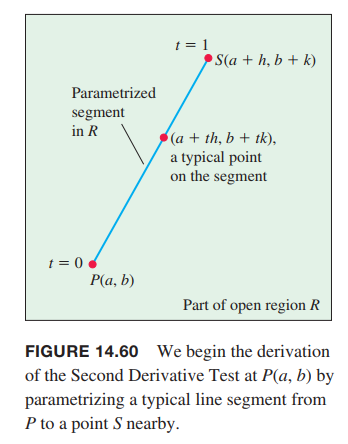 t = 1
S(a + h, b + k)
Parametrized
segment
in R
(a + th, b + tk),
a typical point
on the segment
t = 0
P(a, b)
Part of open region R
FIGURE 14.60 We begin the derivation
of the Second Derivative Test at P(a, b) by
parametrizing a typical line segment from
P to a point S nearby.